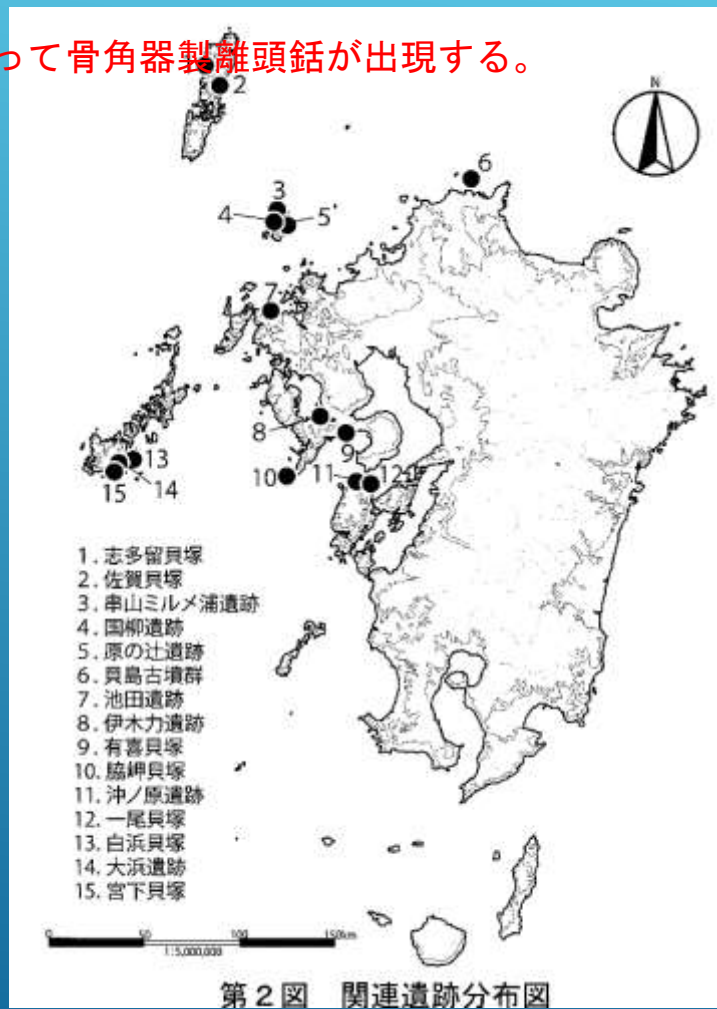 って骨角器製離頭銛が出現する。
N
2
6
3
4
5
7
8
9
13
10
11
12
15
14
1. 志多留貝塚
2. 佐賀貝塚
3. 串山ミルメ浦遺跡
4. 国柳遺跡
5. 原の辻遺跡
6. 貝島古墳群
7. 池田遺跡
8. 伊木力遺跡
9. 有喜貝塚
10. 脇岬貝塚
11. 沖ノ原遺跡
12. 一尾貝塚
13. 白浜貝塚
14. 大浜遺跡
15. 宮下貝塚
0 50 100 150km
1:5,000,000
第2図 関連遺跡分布図